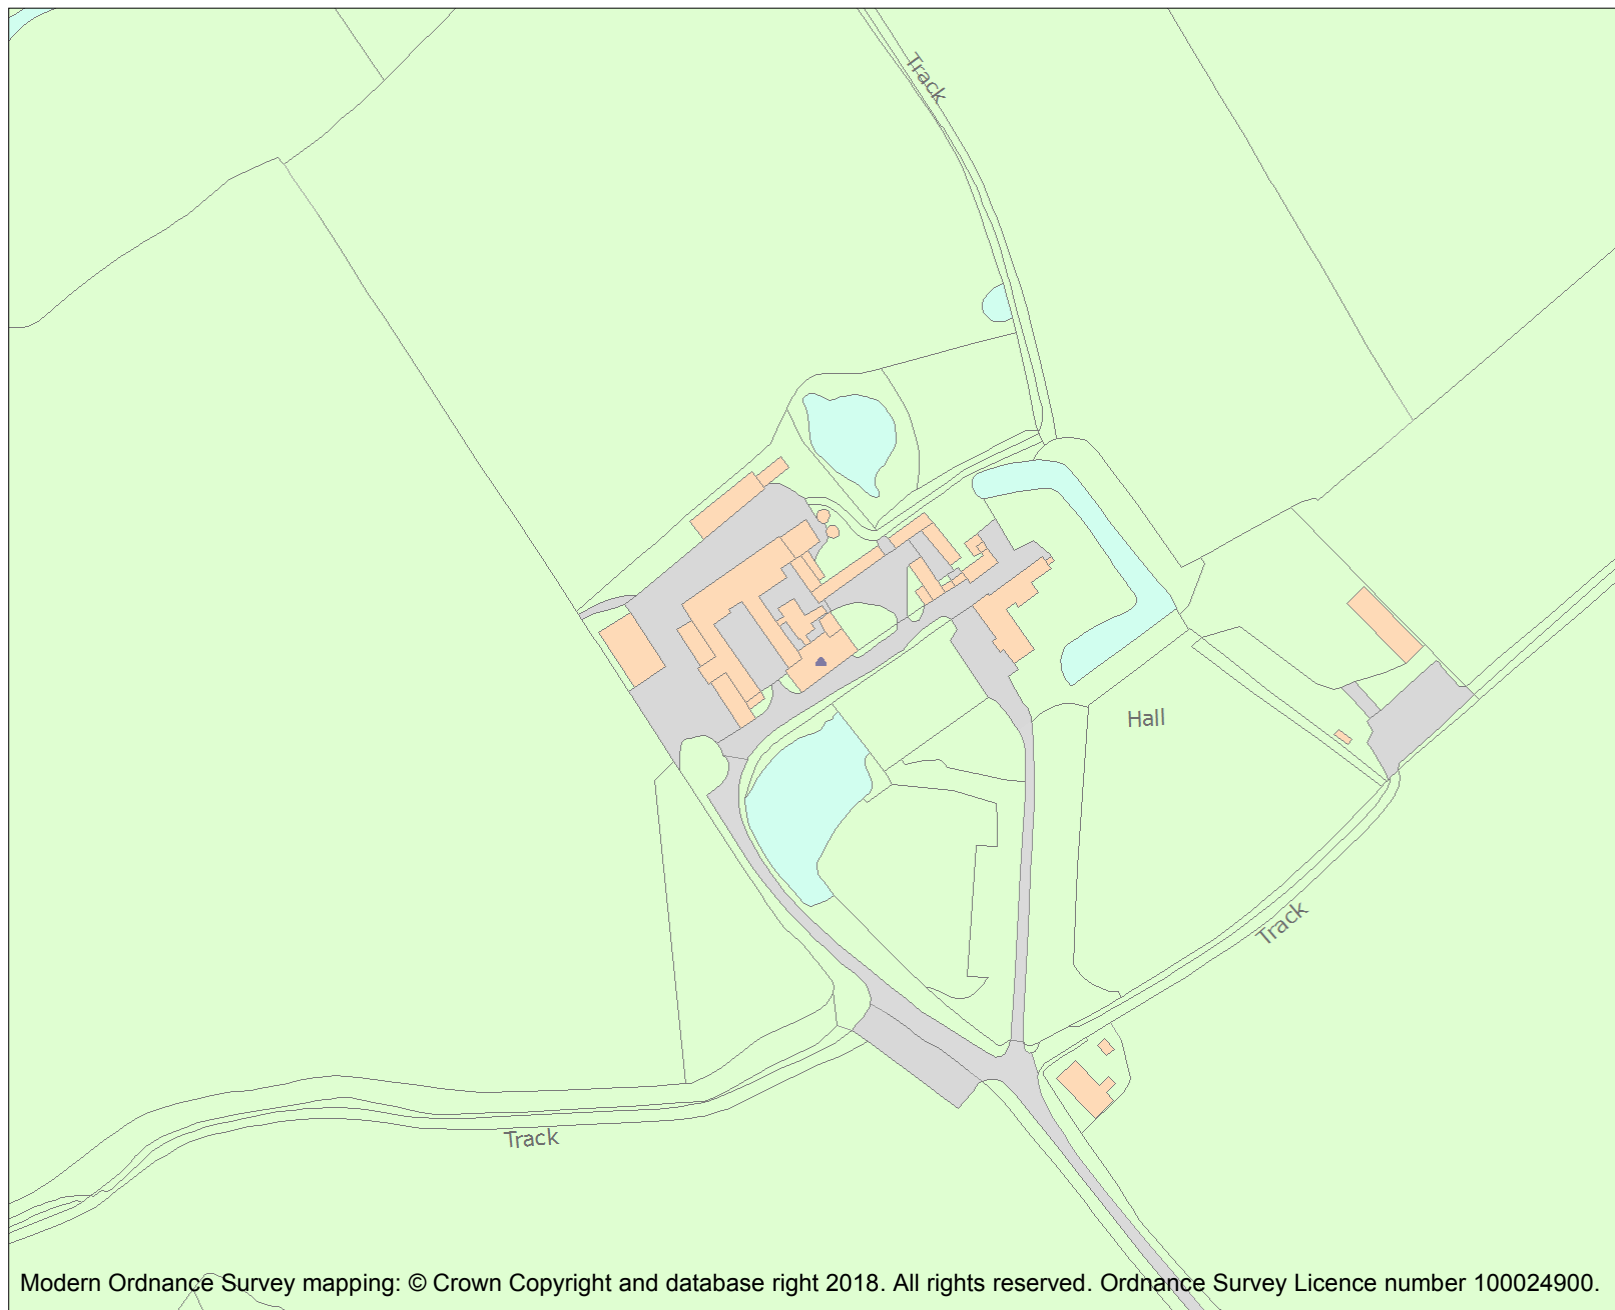 Track
Hall
Track
Track
Modern Ordnance Survey mapping: © Crown Copyright and database right 2018. All rights reserved. Ordnance Survey Licence number 100024900.